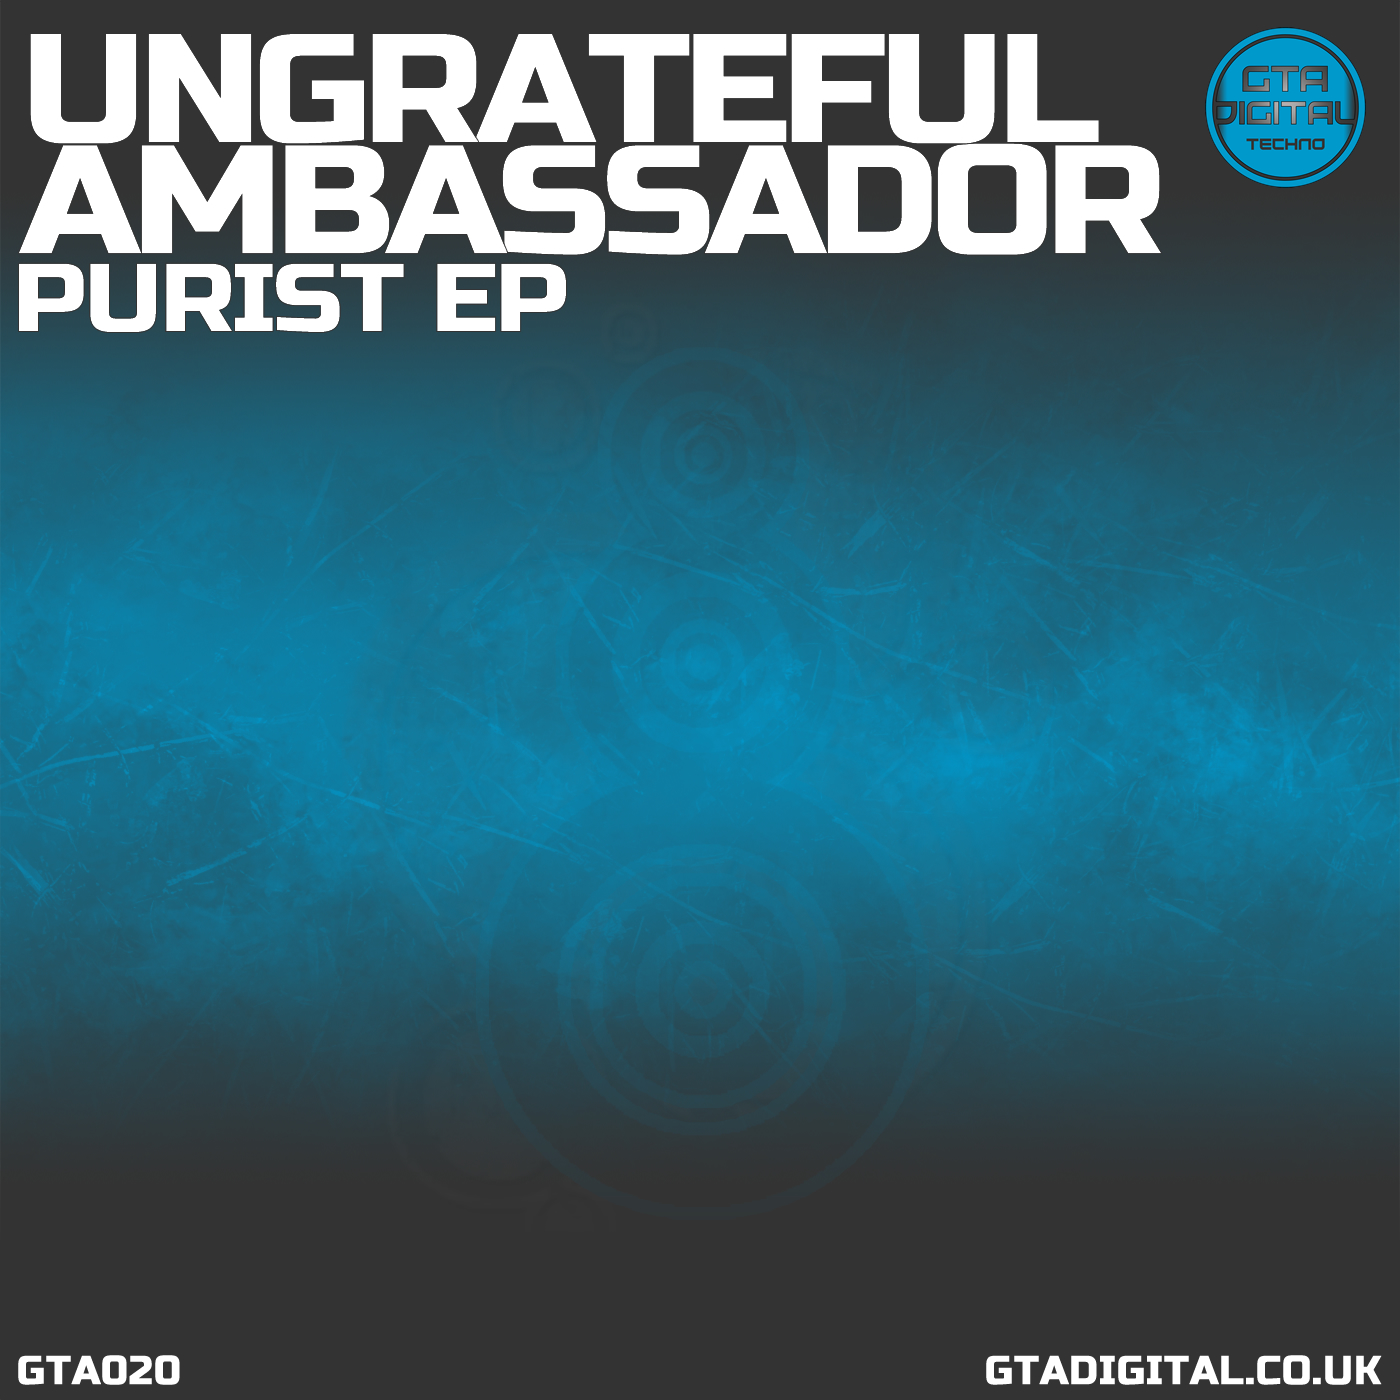 UNGRATEFUL
AMBASSADOR
PURIST EP
GTA
DIGITAL
TECHNO
GTA020
GTADIGITAL.CO.UK